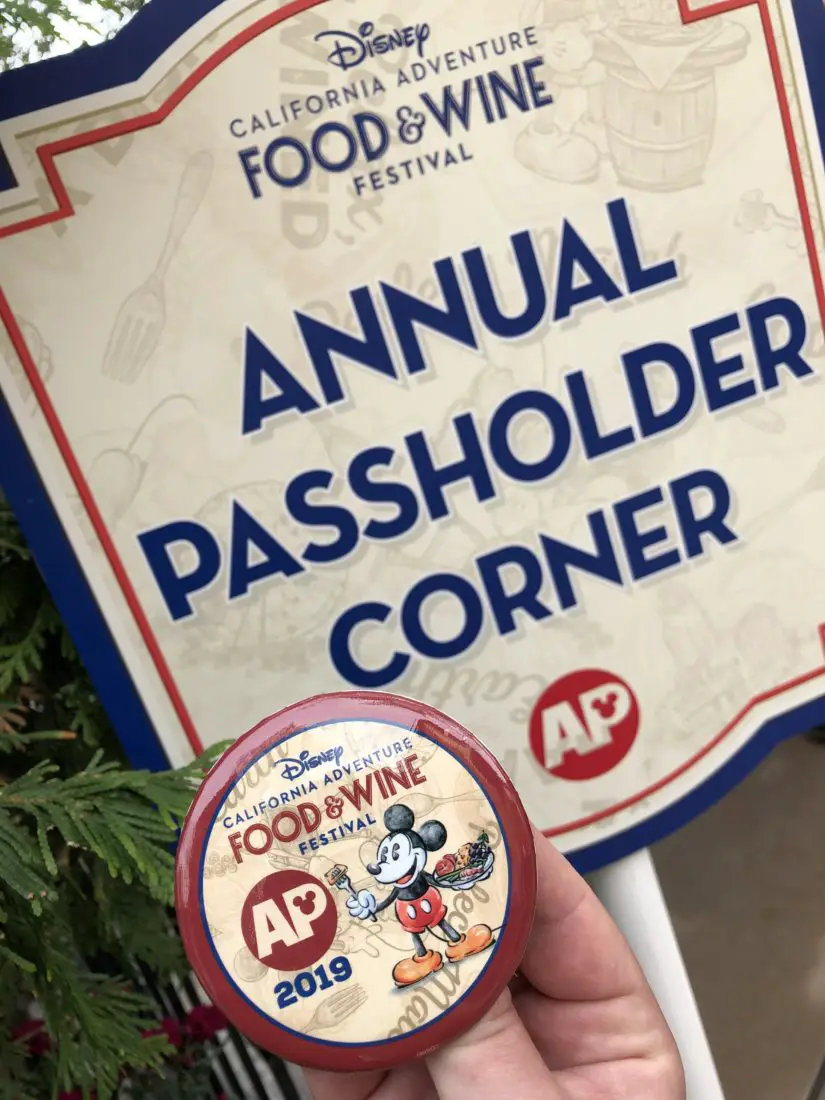 Disney
CALIFORNIA ADVENTURE
FOOD & WINE
FESTIVAL
ANNUAL
PASSHOLDER
CORNER
AP
Disney
CALIFORNIA ADVENTURE
FOOD & WINE
FESTIVAL
AP
2019